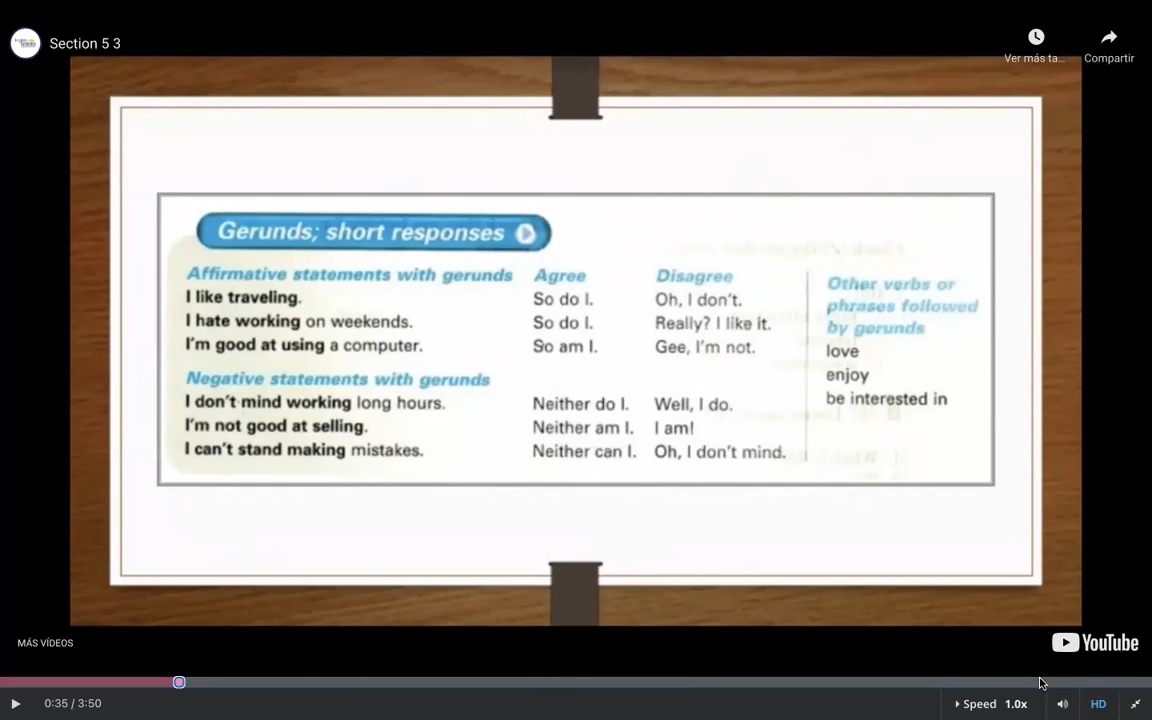 Section 5 3
Ver más ta...
Compartir
Gerunds; short responses
Affirmative statements with gerunds Agree Disagree
I like traveling. So do I. Oh, I don't.
I hate working on weekends. So do I. Really? I like it.
I'm good at using a computer. So am I. Gee, I'm not.
Negative statements with gerunds
I don't mind working long hours. Neither do I. Well, I do.
I'm not good at selling. Neither am I. I am!
I can't stand making mistakes. Neither can I. Oh, I don't mind.
Other verbs or
phrases followed
by gerunds
love
enjoy
be interested in
MÁS VÍDEOS
YouTube
0:35 / 3:50
Speed 1.0x
HD